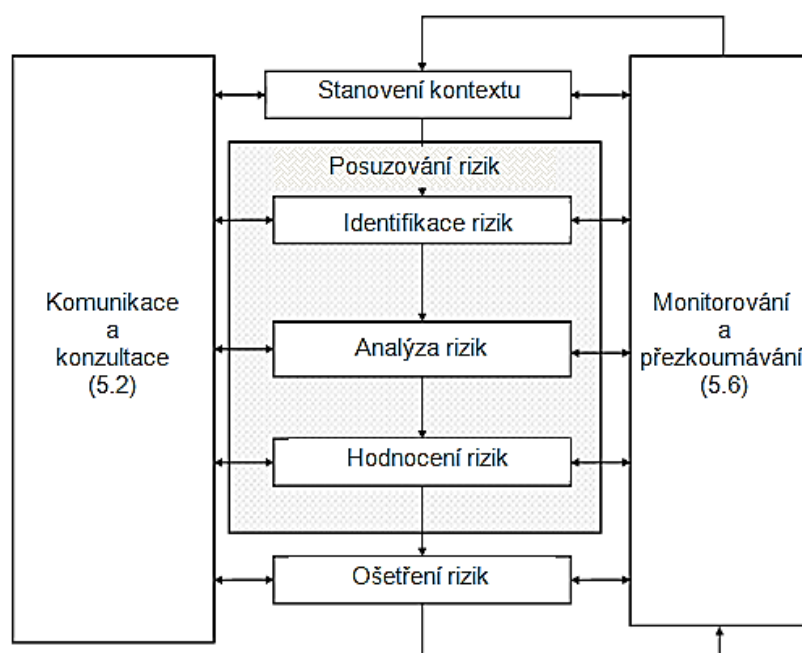 Stanovení kontextu
Posuzování rizik
Identifikace rizik
Komunikace
a
konzultace
(5.2)
Analýza rizik
Monitorování
a
přezkoumávání
(5.6)
Hodnocení rizik
Ošetření rizik